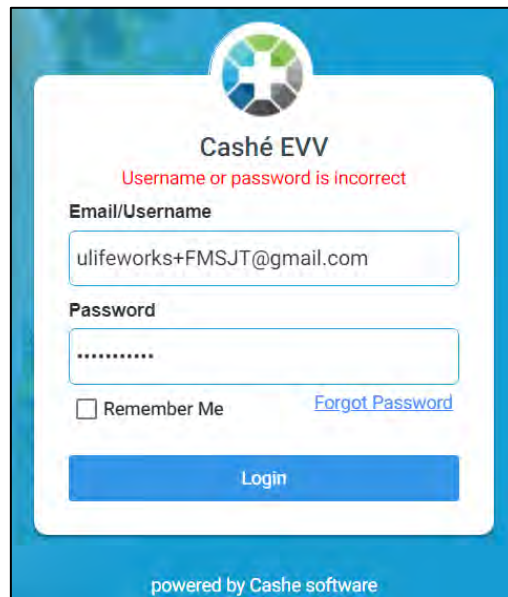 Cashé EVV
Username or password is incorrect
Email/Username
ulifeworks+FMSJT@gmail.com
Password
•••••••••••
Remember Me Forgot Password
Login
powered by Cashe software